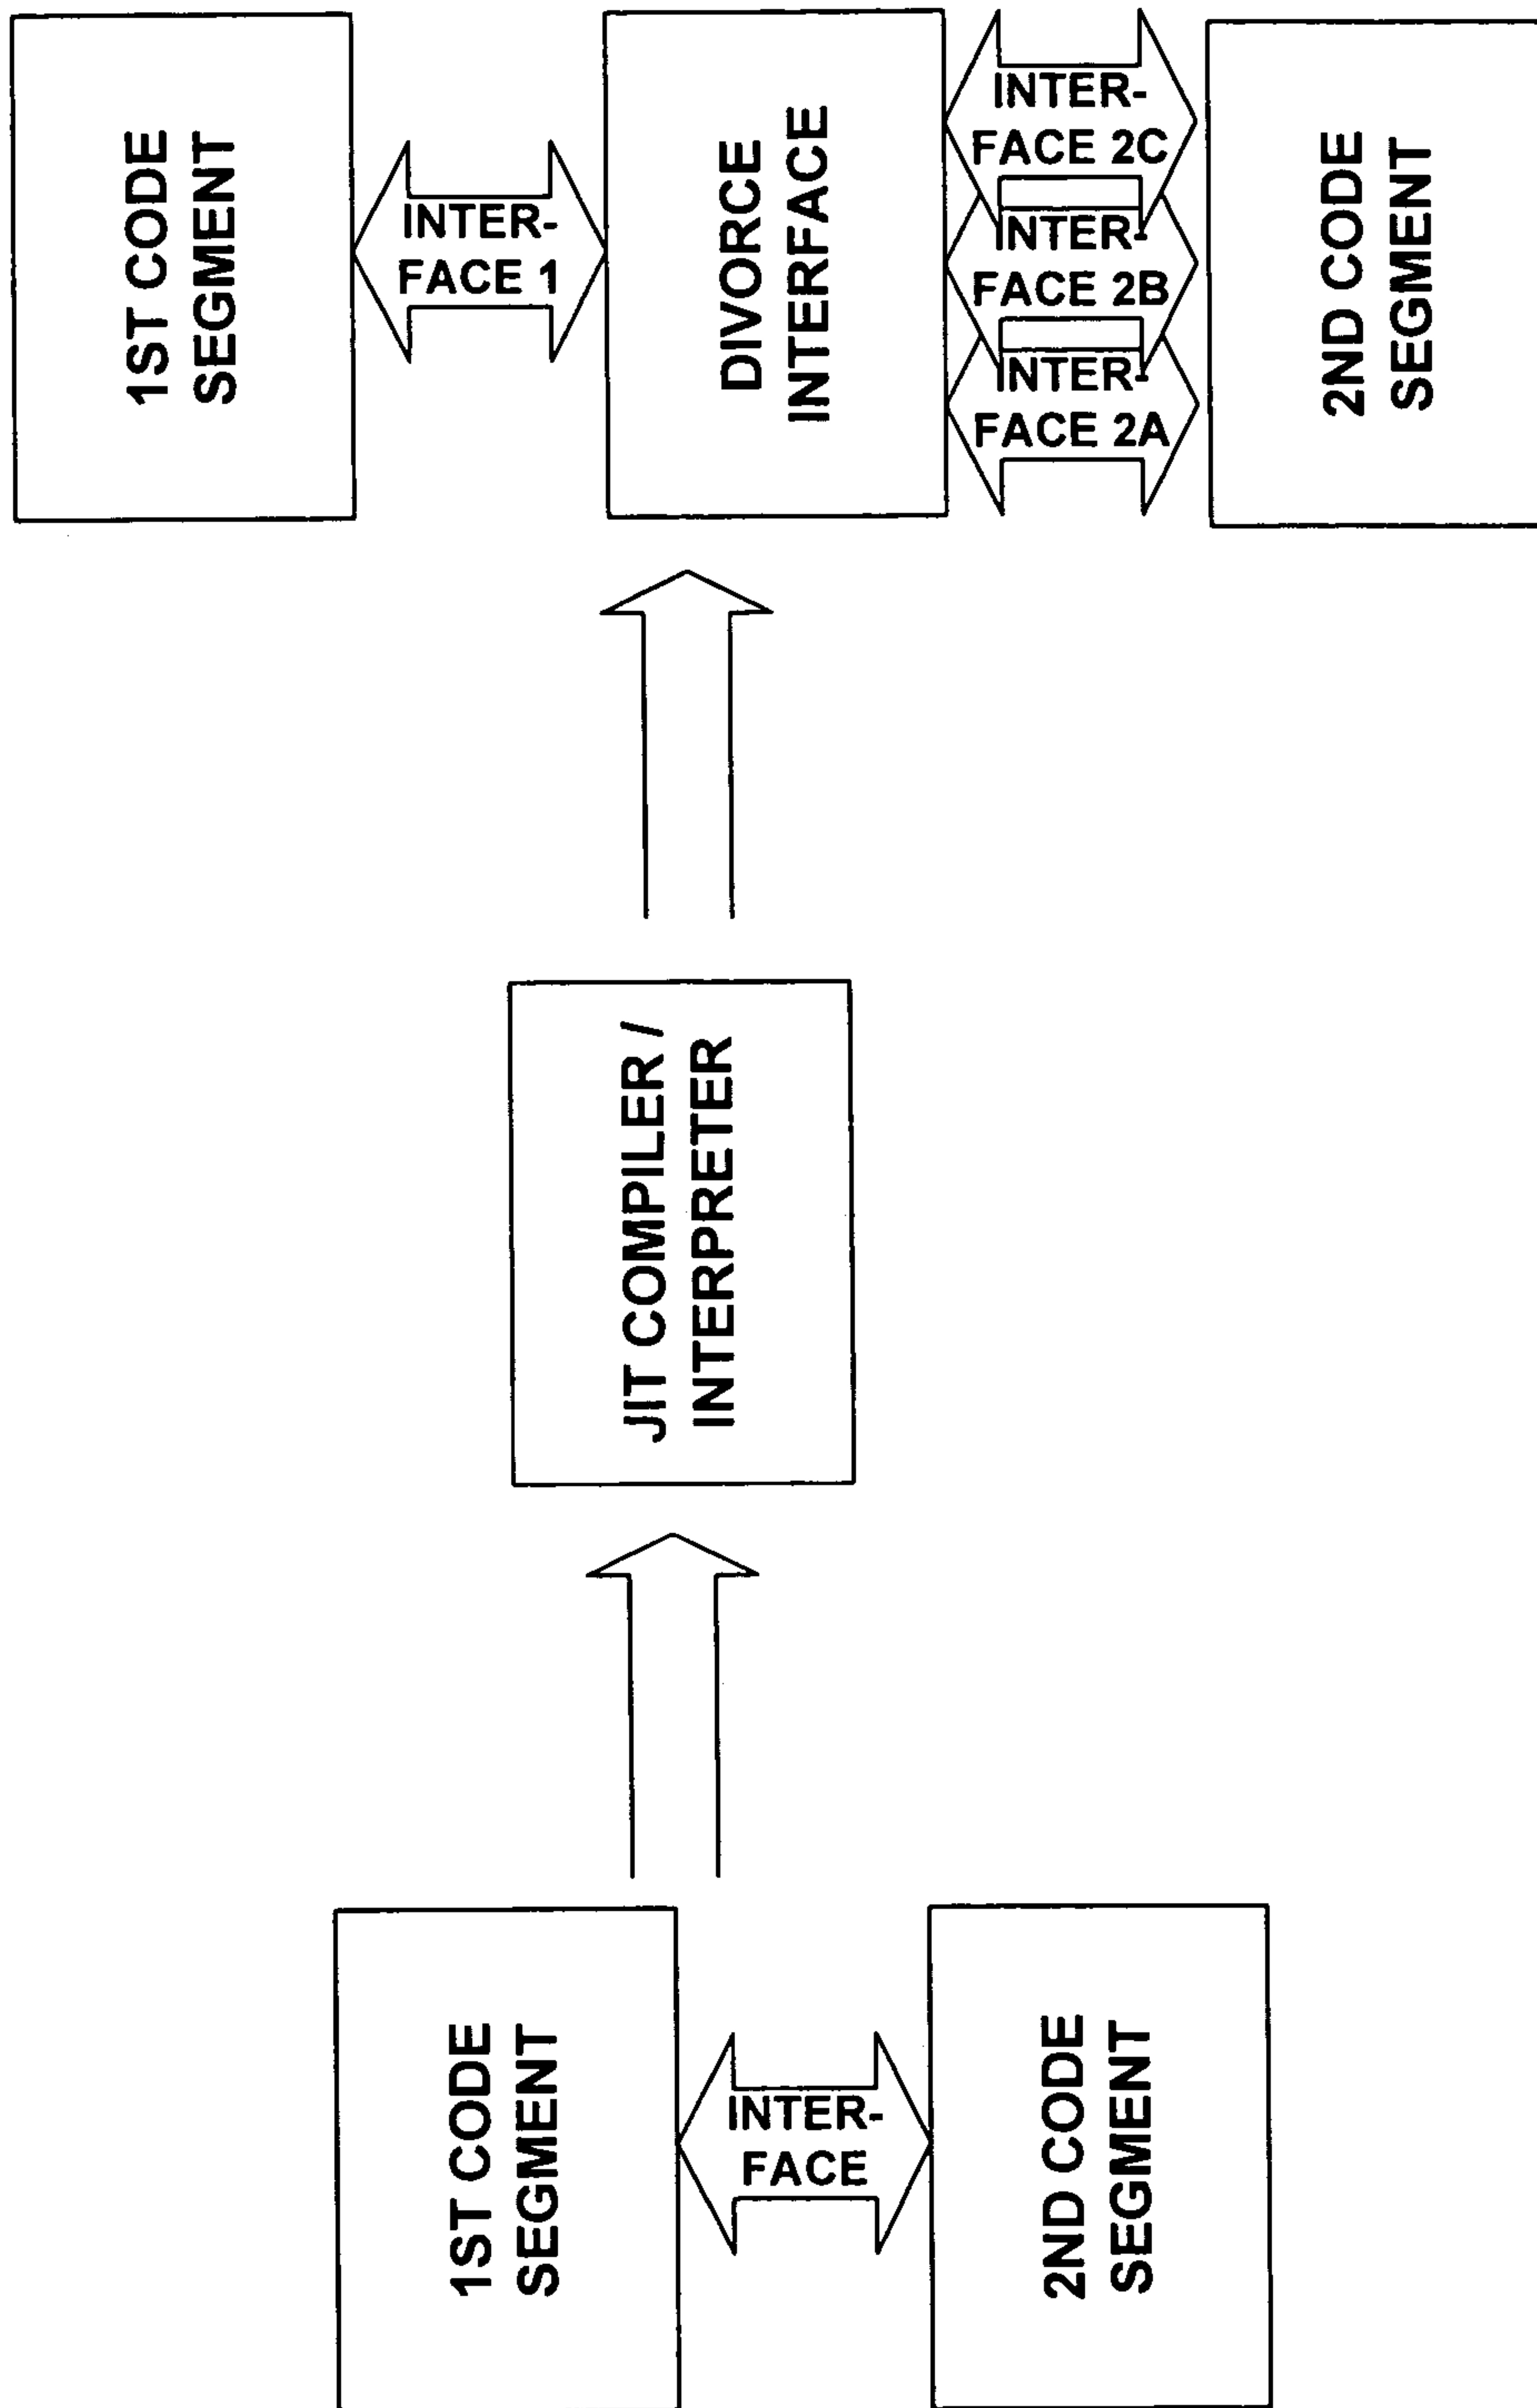 1ST CODE
SEGMENT
INTER-
FACE 1
DIVORCE
INTERFACE
INTER-
FACE 2C
INTER-
FACE 2B
INTER-
FACE 2A
2ND CODE
SEGMENT
JIT COMPILER /
INTERPRETER
1ST CODE
SEGMENT
INTER-
FACE
2ND CODE
SEGMENT